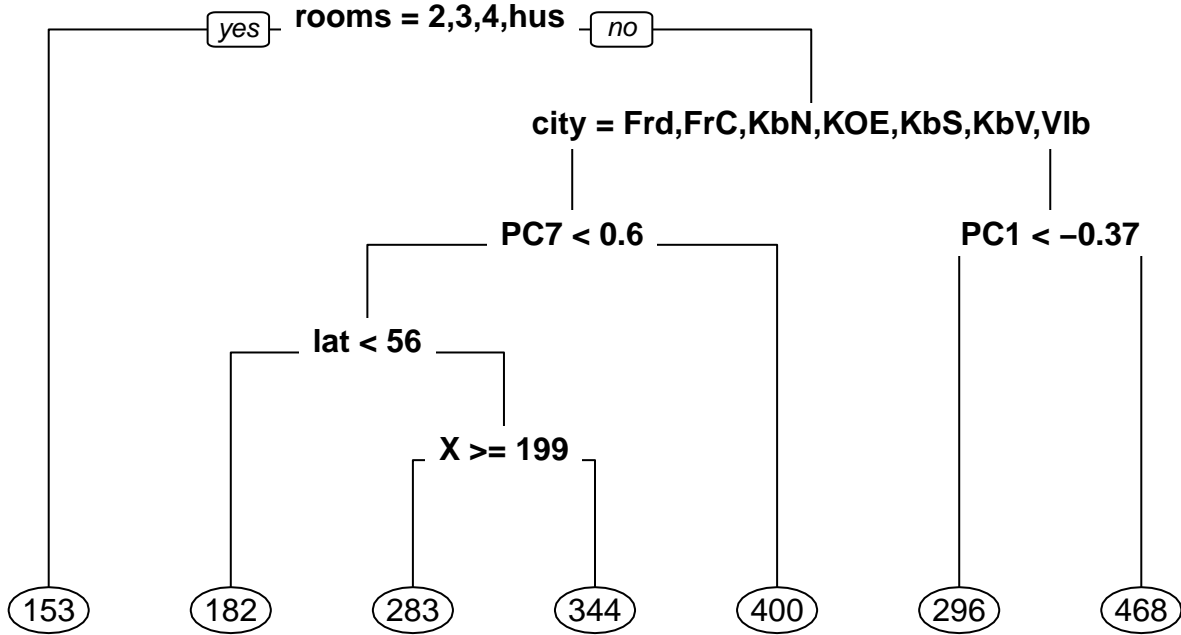 rooms = 2,3,4,hus
yes
no
city = Frd,FrC,KbN,KOE,KbS,KbV,Vlb
PC7 < 0.6
PC1 < −0.37
lat < 56
X >= 199
153
182
283
344
400
296
468